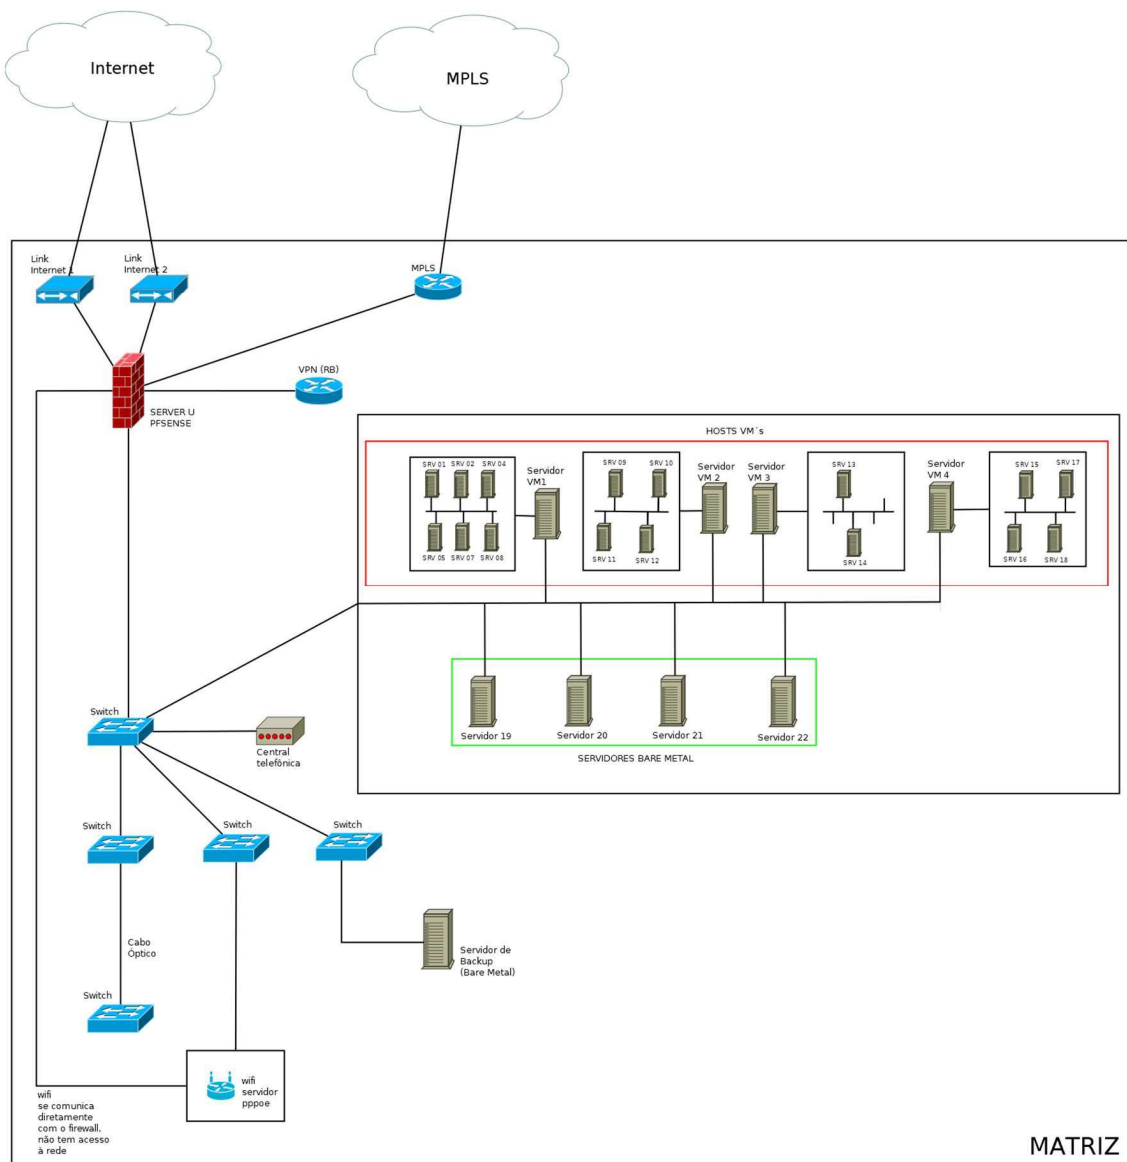 Internet
MPLS
Link
Internet 1
Link
Internet 2
MPLS
VPN (RB)
SERVER U
PFSENSE
HOSTS VM´s
SRV 01
SRV 02
SRV 04
Servidor
VM1
SRV 05
SRV 07
SRV 08
SRV 09
SRV 10
Servidor
VM 2
SRV 11
SRV 12
Servidor
VM 3
SRV 13
SRV 14
Servidor
VM 4
SRV 15
SRV 17
SRV 16
SRV 18
Servidor 19
Servidor 20
Servidor 21
Servidor 22
SERVIDORES BARE METAL
Switch
Central
telefônica
Switch
Switch
Switch
Cabo
Óptico
Servidor de
Backup
(Bare Metal)
Switch
wifi
servidor
pppoe
wifi
se comunica
diretamente
com o firewall,
não tem acesso
à rede
MATRIZ